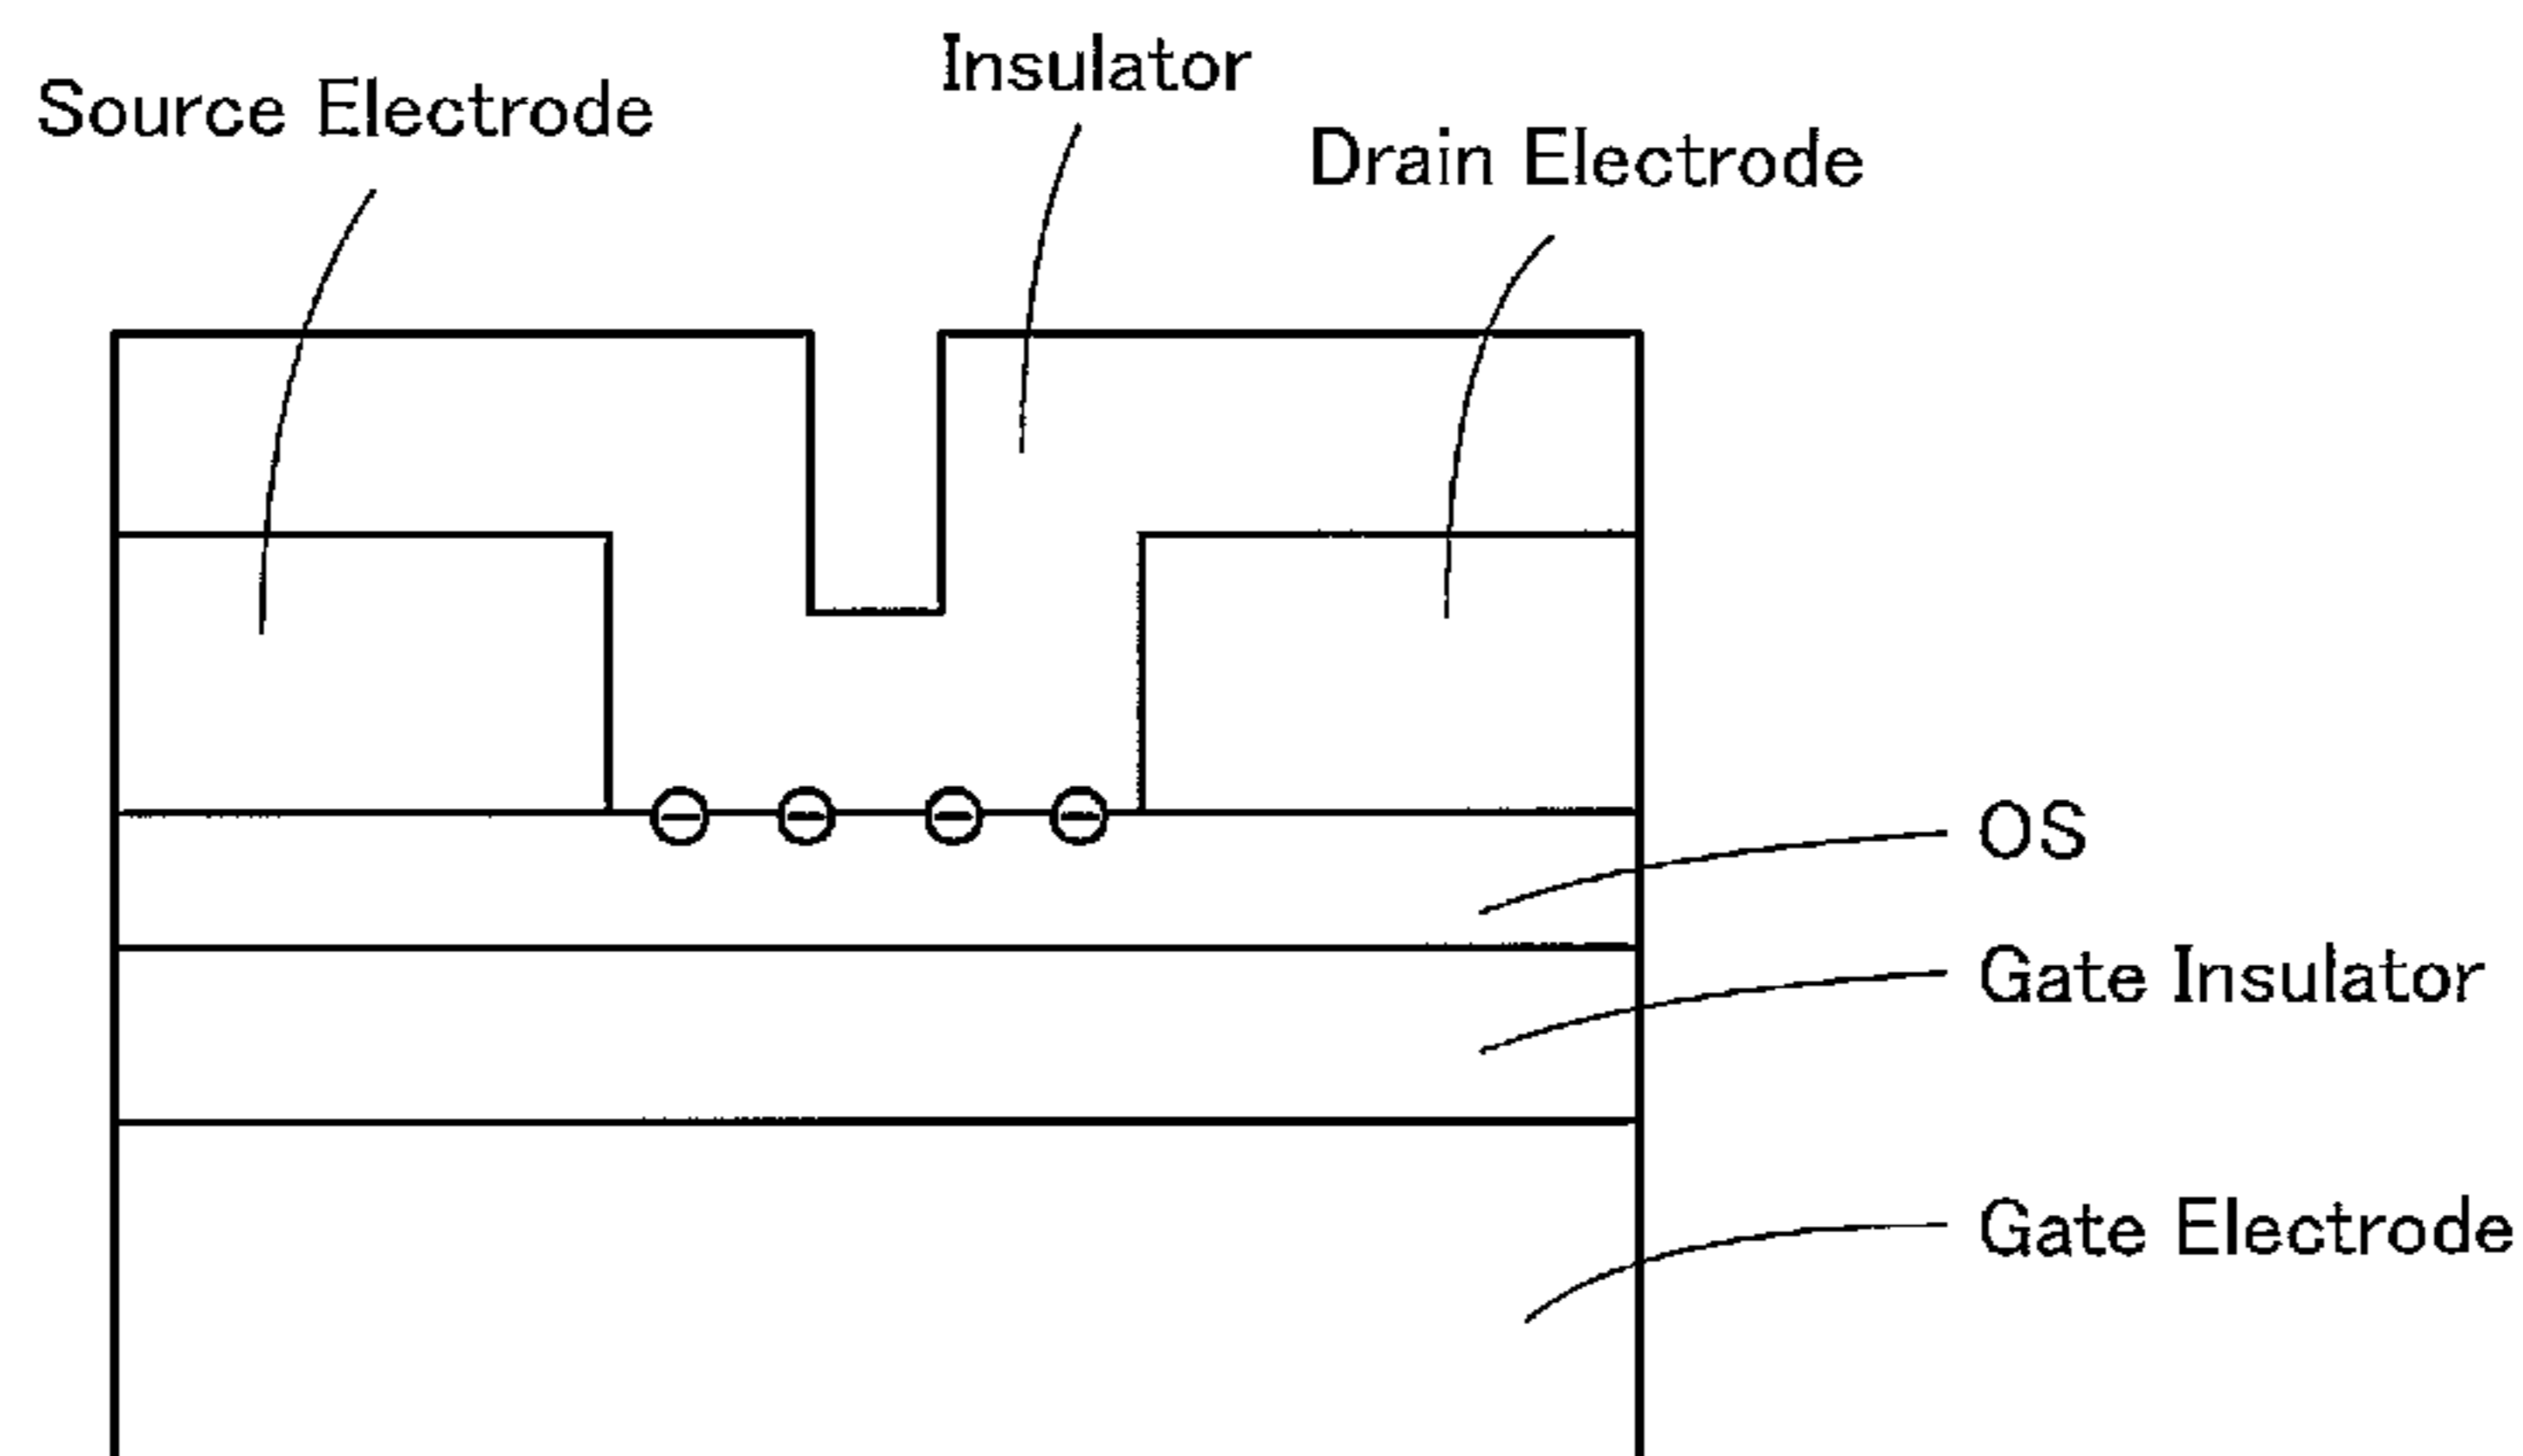 Insulator
Source Electrode
Drain Electrode
OS
Gate Insulator
Gate Electrode